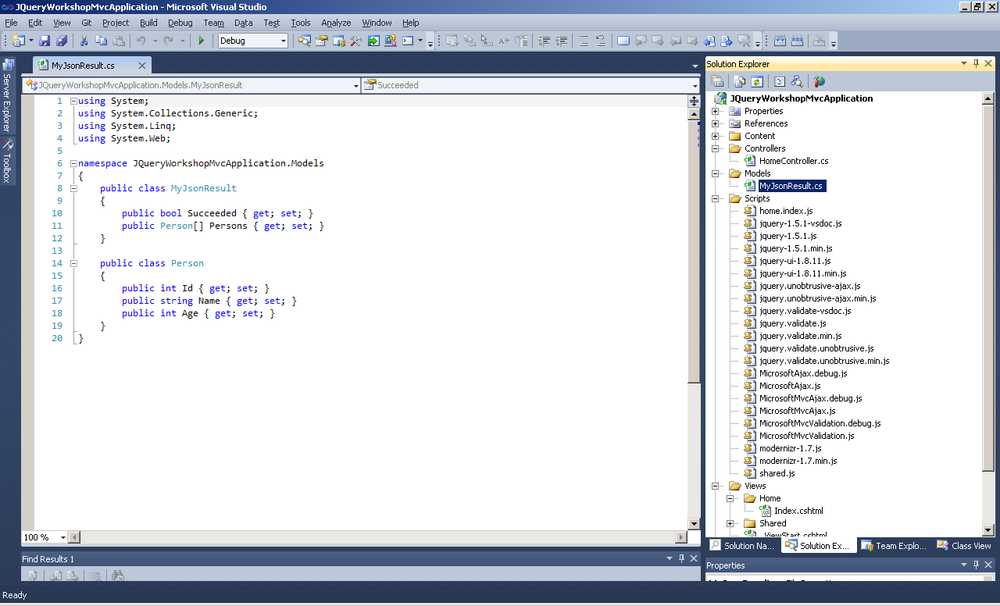 JQueryWorkshopMvcApplication - Microsoft Visual Studio
File Edit View Git Project Build Debug Team Data Test Tools Analyze Window Help
Debug
Server Explorer
Toolbox
MyJsonResult.cs
JQueryWorkshopMvcApplication.Models.MyJsonResult
Succeeded
1 using System;
2 using System.Collections.Generic;
3 using System.Linq;
4 using System.Web;
5
6 namespace JQueryWorkshopMvcApplication.Models
7 {
8 public class MyJsonResult
9 {
10 public bool Succeeded { get; set; }
11 public Person[] Persons { get; set; }
12 }
13
14 public class Person
15 {
16 public int Id { get; set; }
17 public string Name { get; set; }
18 public int Age { get; set; }
19 }
20 }
100 %
Find Results 1
Solution Explorer
JQueryWorkshopMvcApplication
Properties
References
Content
Controllers
HomeController.cs
Models
MyJsonResult.cs
Scripts
home.index.js
jquery-1.5.1-vsdoc.js
jquery-1.5.1.js
jquery-1.5.1.min.js
jquery-ui-1.8.11.js
jquery-ui-1.8.11.min.js
jquery.unobtrusive-ajax.js
jquery.unobtrusive-ajax.min.js
jquery.validate-vsdoc.js
jquery.validate.js
jquery.validate.min.js
jquery.validate.unobtrusive.js
jquery.validate.unobtrusive.min.js
MicrosoftAjax.debug.js
MicrosoftAjax.js
MicrosoftMvcAjax.debug.js
MicrosoftMvcAjax.js
MicrosoftMvcValidation.debug.js
MicrosoftMvcValidation.js
modernizr-1.7.js
modernizr-1.7.min.js
shared.js
Views
Home
Index.cshtml
Shared
_ViewStart.cshtml
Solution Na... Solution Ex... Team Explo... Class View
Properties
Ready